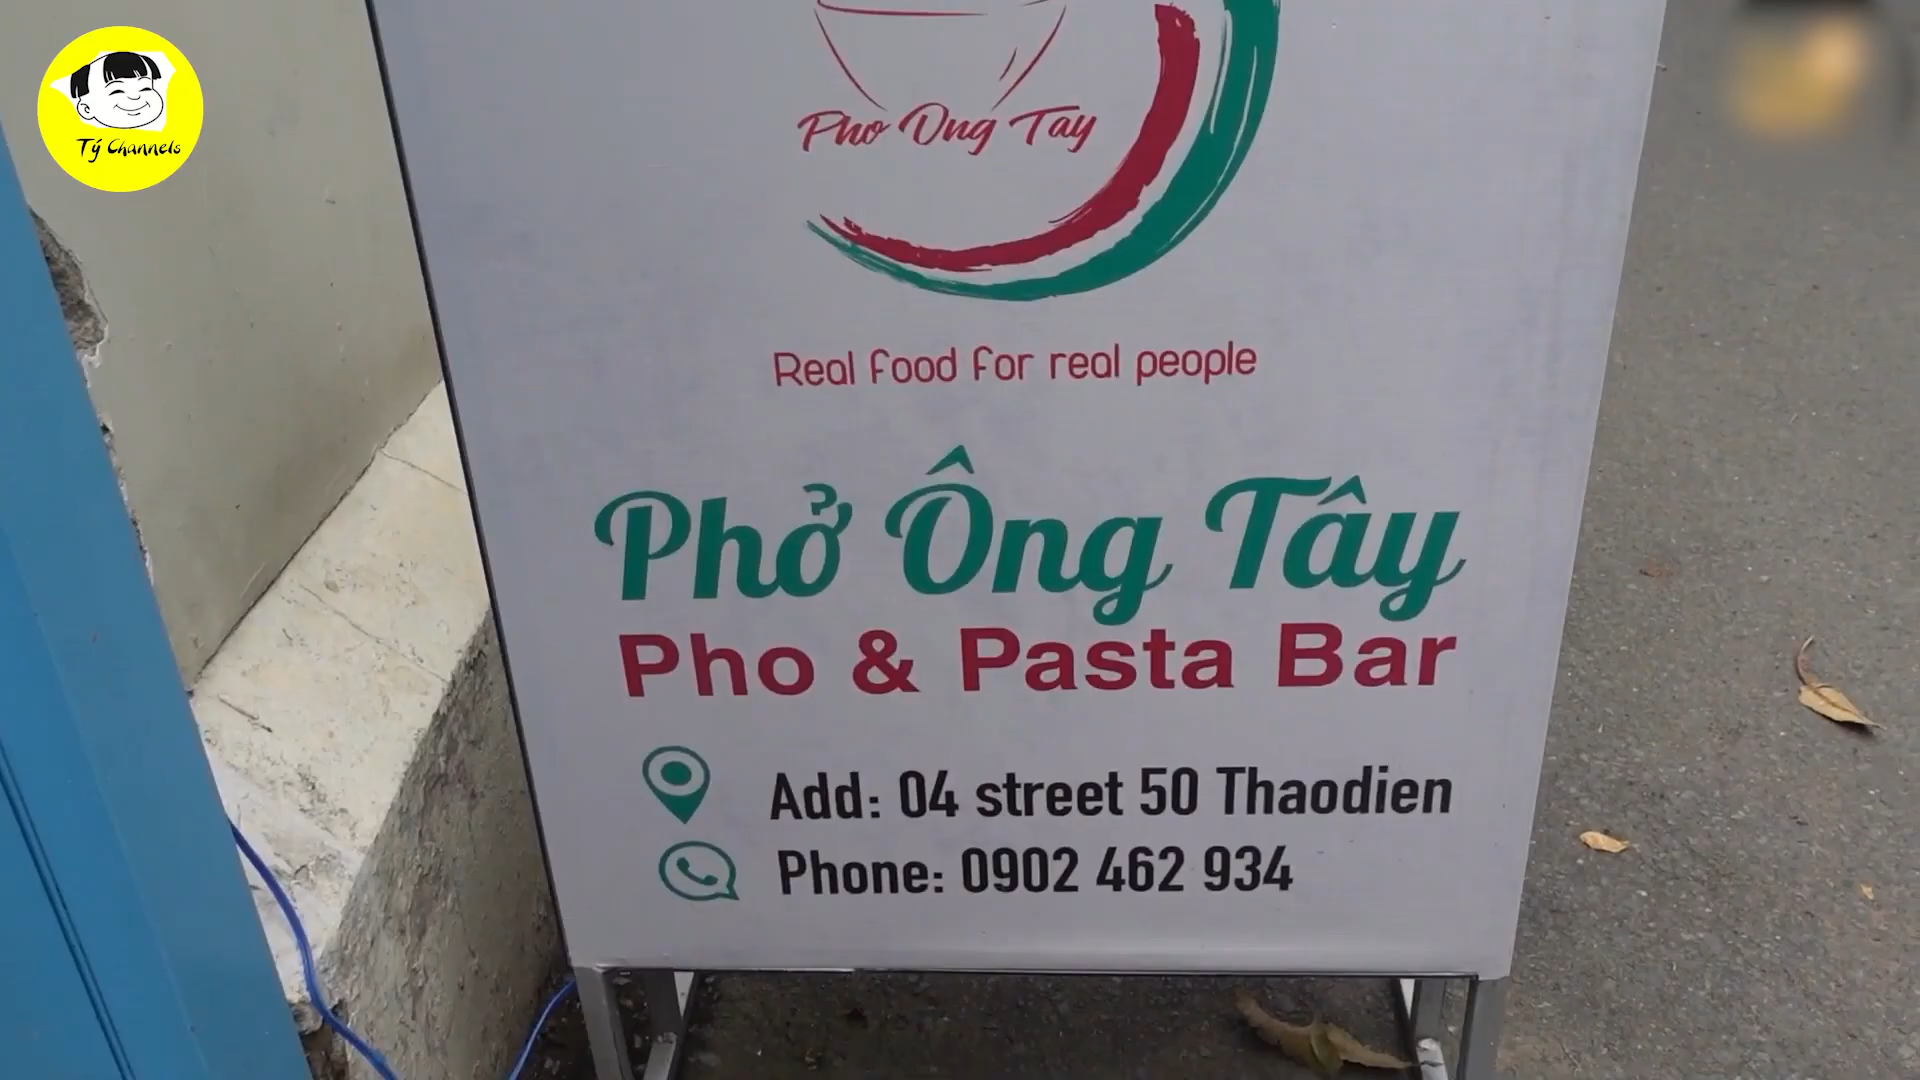 Tý Channels
Pho Ong Tay
Real food for real people
Phở Ông Tây
Pho & Pasta Bar
Add: 04 street 50 Thaodien
Phone: 0902 462 934